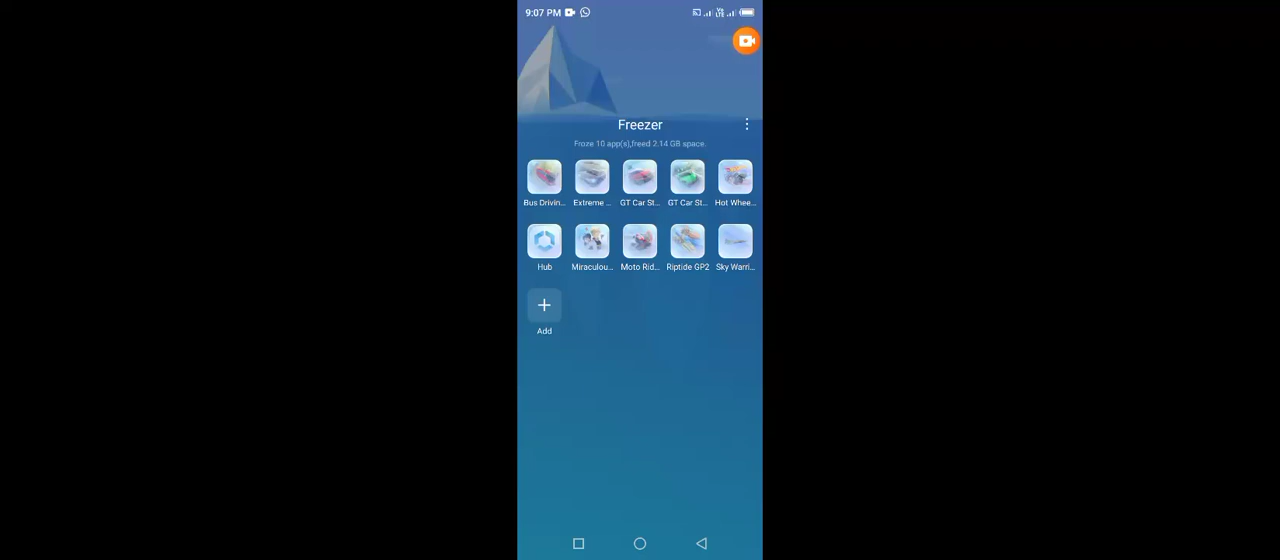 9:07 PM
Freezer
Froze 10 app(s),freed 2.14 GB space.
Bus Drivin... Extreme ... GT Car St... GT Car St... Hot Whee...
Hub Miraculou... Moto Rid... Riptide GP2 Sky Warri...
Add